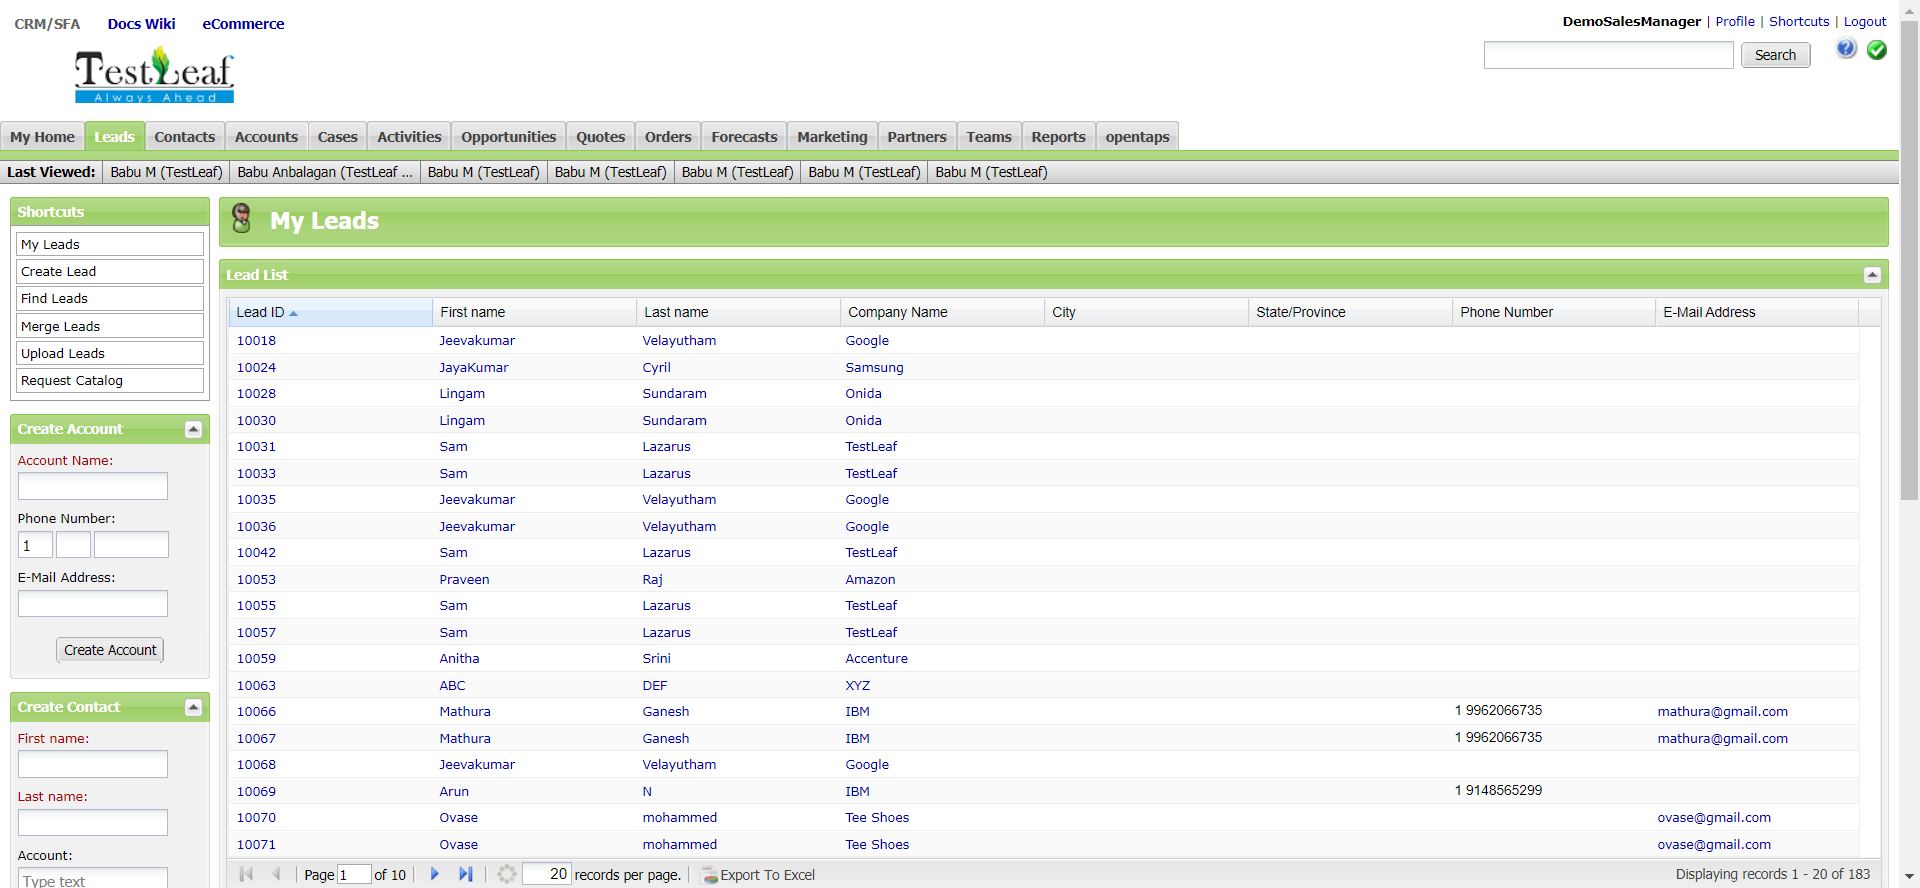 CRM/SFA Docs Wiki eCommerce
DemoSalesManager | Profile | Shortcuts | Logout
TestLeaf
Always Ahead
Search
My Home Leads Contacts Accounts Cases Activities Opportunities Quotes Orders Forecasts Marketing Partners Teams Reports opentaps
Last Viewed: Babu M (TestLeaf) Babu Anbalagan (TestLeaf ... Babu M (TestLeaf) Babu M (TestLeaf) Babu M (TestLeaf) Babu M (TestLeaf) Babu M (TestLeaf)
Shortcuts
My Leads
Create Lead
Find Leads
Merge Leads
Upload Leads
Request Catalog
Create Account
Account Name:
Phone Number:
1
E-Mail Address:
Create Account
Create Contact
First name:
Last name:
Account:
Type text
My Leads
Lead List
Lead ID First name Last name Company Name City State/Province Phone Number E-Mail Address
10018 Jeevakumar Velayutham Google
10024 JayaKumar Cyril Samsung
10028 Lingam Sundaram Onida
10030 Lingam Sundaram Onida
10031 Sam Lazarus TestLeaf
10033 Sam Lazarus TestLeaf
10035 Jeevakumar Velayutham Google
10036 Jeevakumar Velayutham Google
10042 Sam Lazarus TestLeaf
10053 Praveen Raj Amazon
10055 Sam Lazarus TestLeaf
10057 Sam Lazarus TestLeaf
10059 Anitha Srini Accenture
10063 ABC DEF XYZ
10066 Mathura Ganesh IBM 1 9962066735 mathura@gmail.com
10067 Mathura Ganesh IBM 1 9962066735 mathura@gmail.com
10068 Jeevakumar Velayutham Google
10069 Arun N IBM 1 9148565299
10070 Ovase mohammed Tee Shoes ovase@gmail.com
10071 Ovase mohammed Tee Shoes ovase@gmail.com
Page 1 of 10 20 records per page. Export To Excel Displaying records 1 - 20 of 183